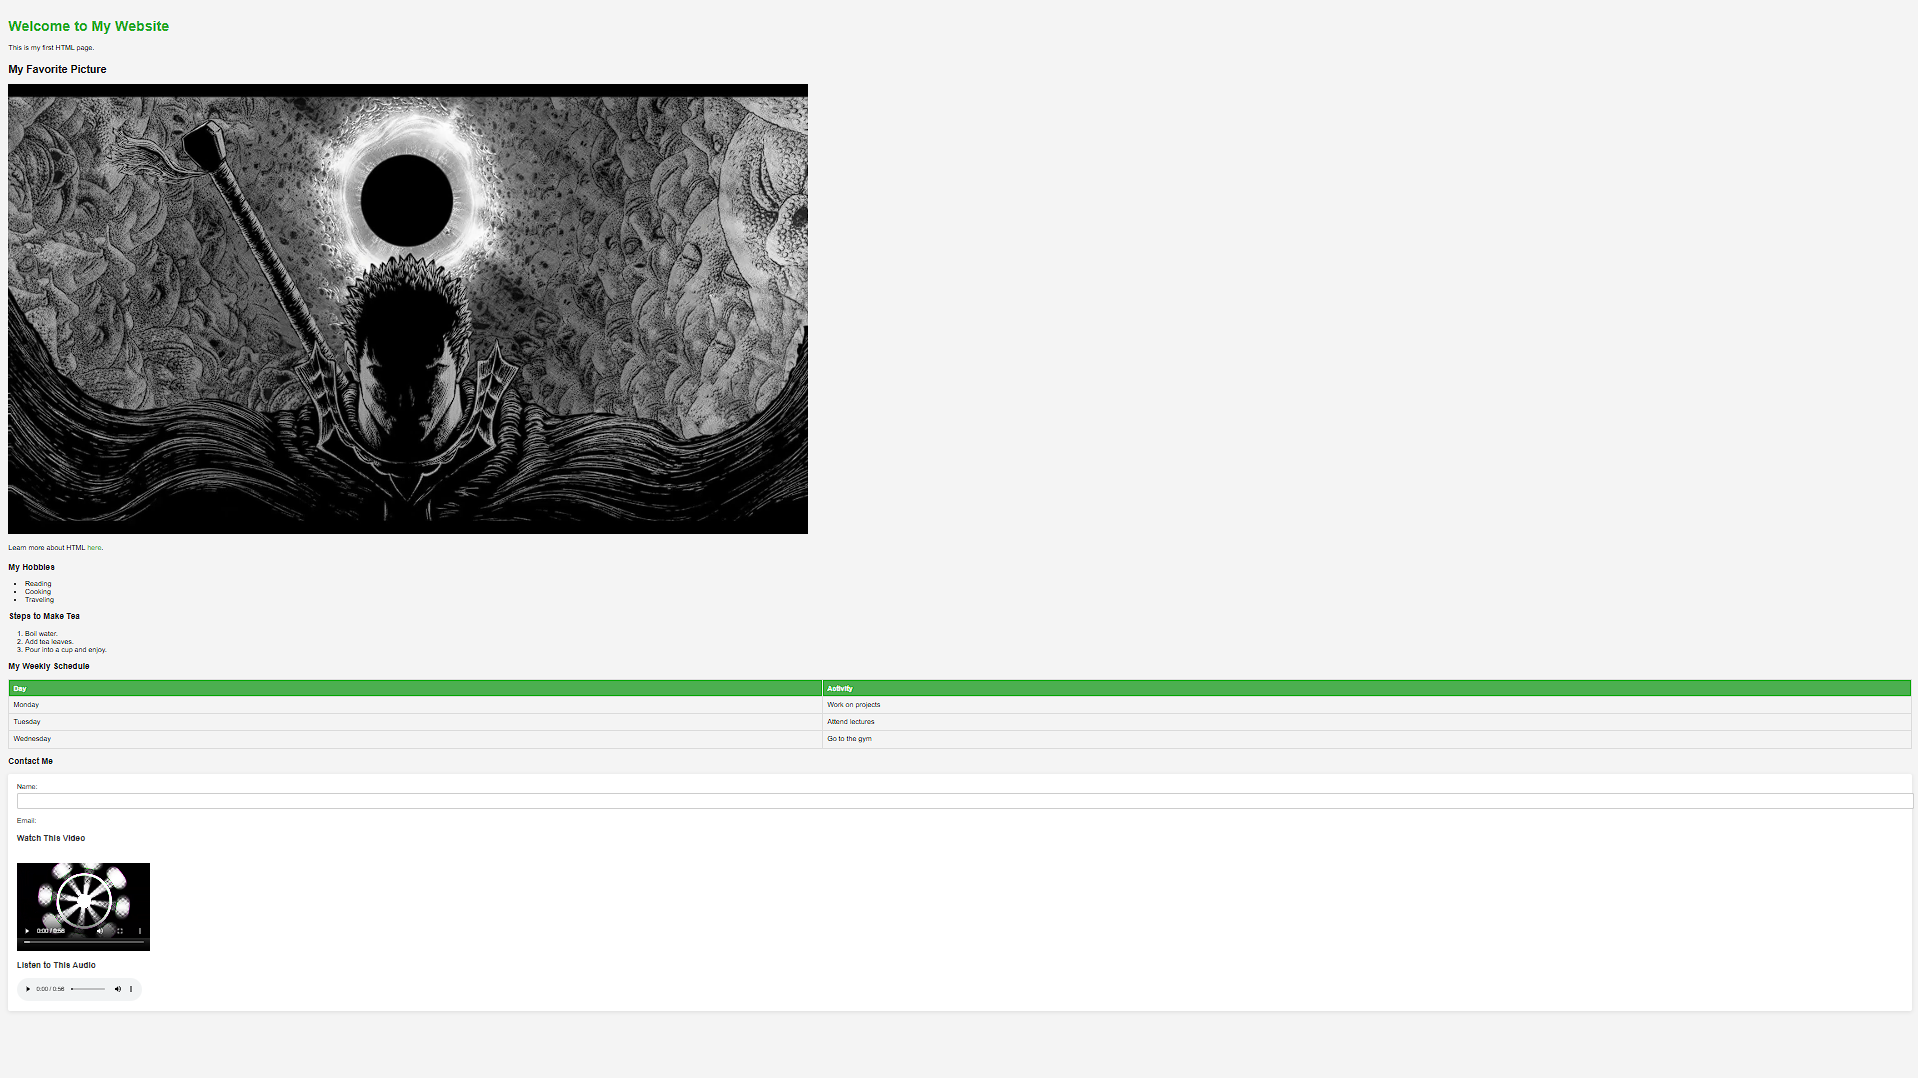 Welcome to My Website
This is my first HTML page.
My Favorite Picture
Learn more about HTML here.
My Hobbies
Reading
Cooking
Traveling
Steps to Make Tea
1. Boil water.
2. Add tea leaves.
3. Pour into a cup and enjoy.
My Weekly Schedule
Day Activity
Monday Work on projects
Tuesday Attend lectures
Wednesday Go to the gym
Contact Me
Name:
Email:
Watch This Video
0:00 / 0:56
Listen to This Audio
0:00 / 0:56